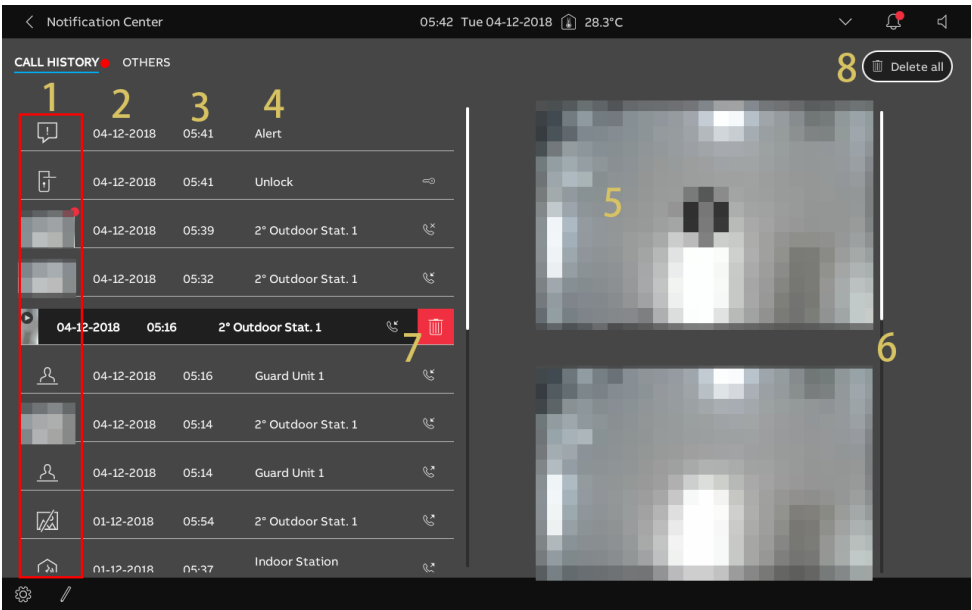 Notification Center 05:42 Tue 04-12-2018 28.3°C
CALL HISTORY OTHERS 8 Delete all
1 2 3 4
04-12-2018 05:41 Alert
04-12-2018 05:41 Unlock
5
04-12-2018 05:39 2° Outdoor Stat. 1
04-12-2018 05:32 2° Outdoor Stat. 1
04-12-2018 05:16 2° Outdoor Stat. 1
7 6
04-12-2018 05:16 Guard Unit 1
04-12-2018 05:14 2° Outdoor Stat. 1
04-12-2018 05:14 Guard Unit 1
01-12-2018 05:54 2° Outdoor Stat. 1
Indoor Station
01-12-2018 05:37